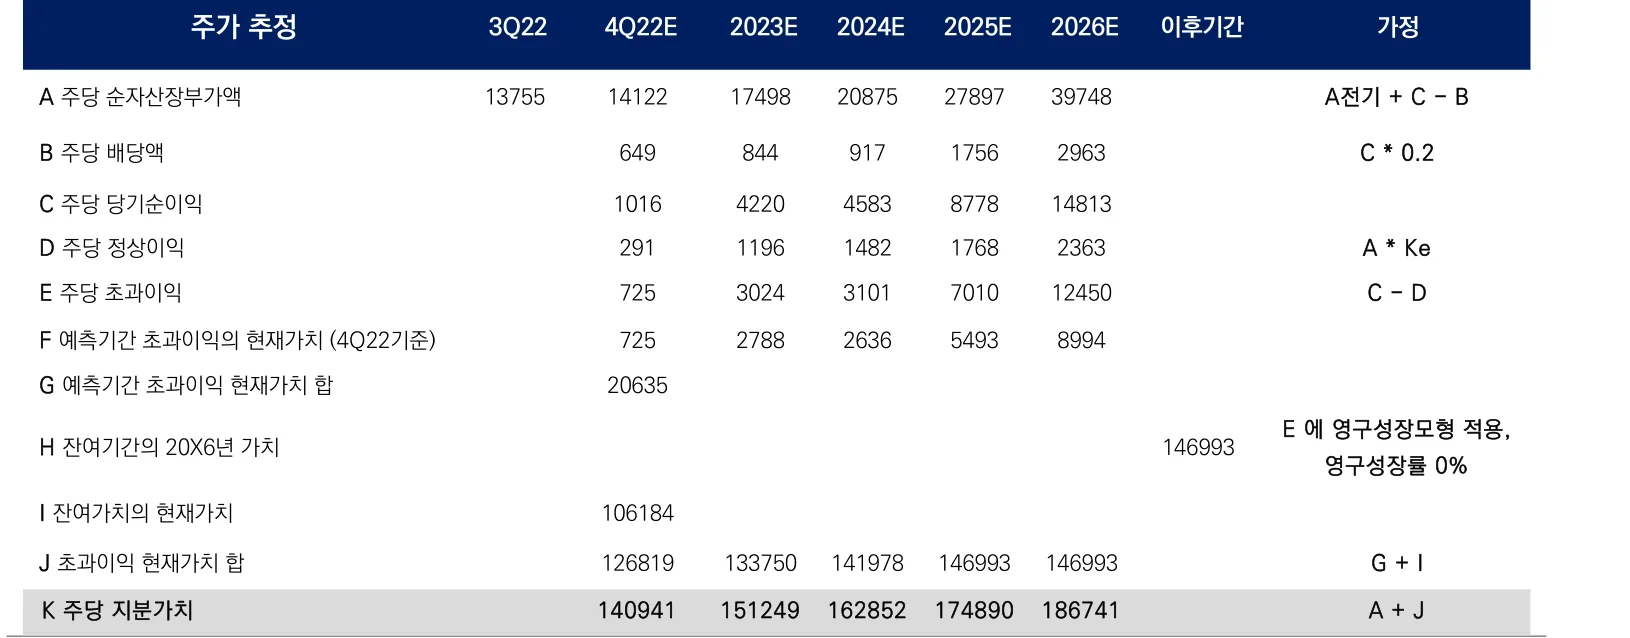 주가 추정 3Q22 4Q22E 2023E 2024E 2025E 2026E 이후기간 가정
A 주당 순자산장부가액 13755 14122 17498 20875 27897 39748 A전기 + C - B
B 주당 배당액 649 844 917 1756 2963 C * 0.2
C 주당 당기순이익 1016 4220 4583 8778 14813
D 주당 정상이익 291 1196 1482 1768 2363 A * Ke
E 주당 초과이익 725 3024 3101 7010 12450 C - D
F 예측기간 초과이익의 현재가치 (4Q22기준) 725 2788 2636 5493 8994
G 예측기간 초과이익 현재가치 합 20635
H 잔여기간의 20X6년 가치 146993 E 에 영구성장모형 적용,
영구성장률 0%
I 잔여가치의 현재가치 106184
J 초과이익 현재가치 합 126819 133750 141978 146993 146993 G + I
K 주당 지분가치 140941 151249 162852 174890 186741 A + J